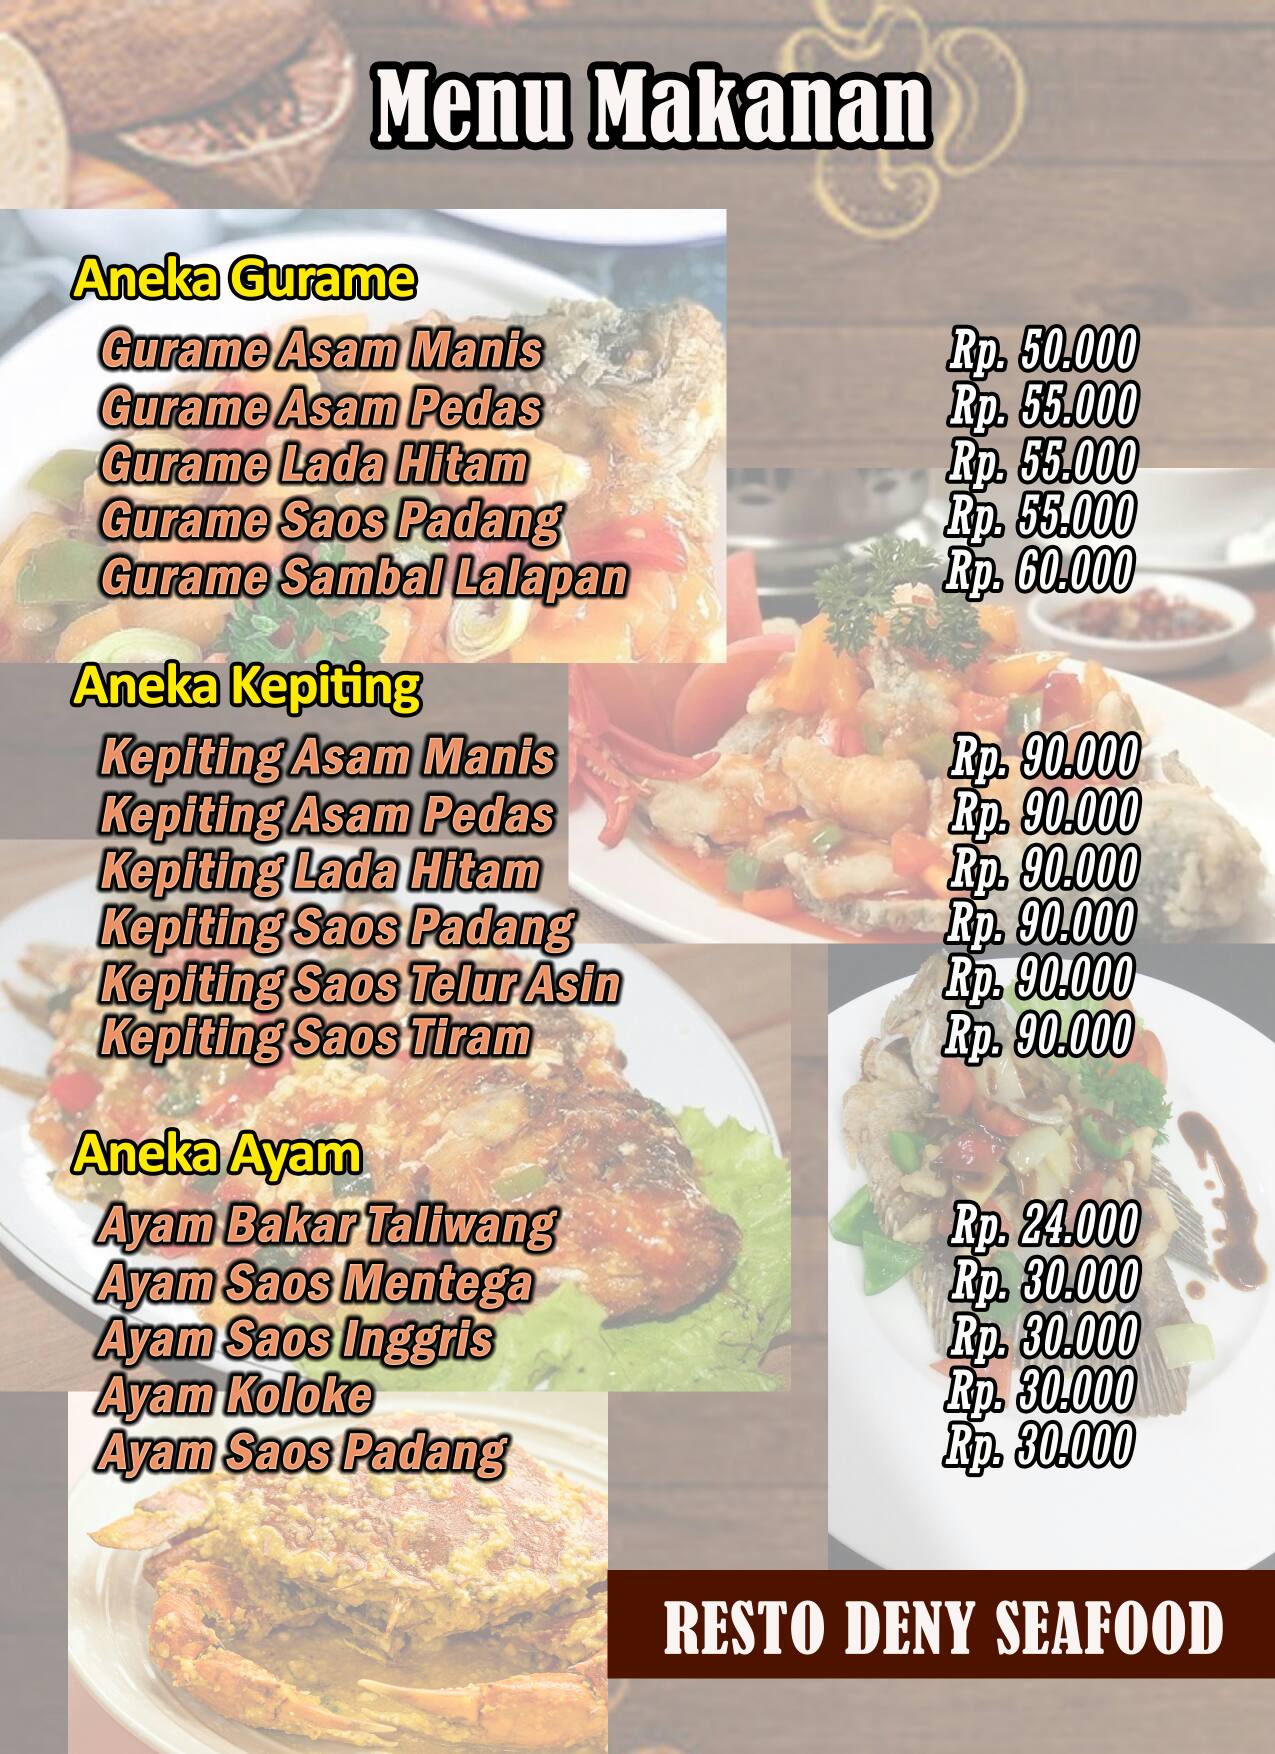 Menu Makanan
Aneka Gurame
Gurame Asam Manis Rp. 50.000
Gurame Asam Pedas Rp. 55.000
Gurame Lada Hitam Rp. 55.000
Gurame Saos Padang Rp. 55.000
Gurame Sambal Lalapan Rp. 60.000
Aneka Kepiting
Kepiting Asam Manis Rp. 90.000
Kepiting Asam Pedas Rp. 90.000
Kepiting Lada Hitam Rp. 90.000
Kepiting Saos Padang Rp. 90.000
Kepiting Saos Telur Asin Rp. 90.000
Kepiting Saos Tiram Rp. 90.000
Aneka Ayam
Ayam Bakar Taliwang Rp. 24.000
Ayam Saos Mentega Rp. 30.000
Ayam Saos Inggris Rp. 30.000
Ayam Koloke Rp. 30.000
Ayam Saos Padang Rp. 30.000
RESTO DENY SEAFOOD